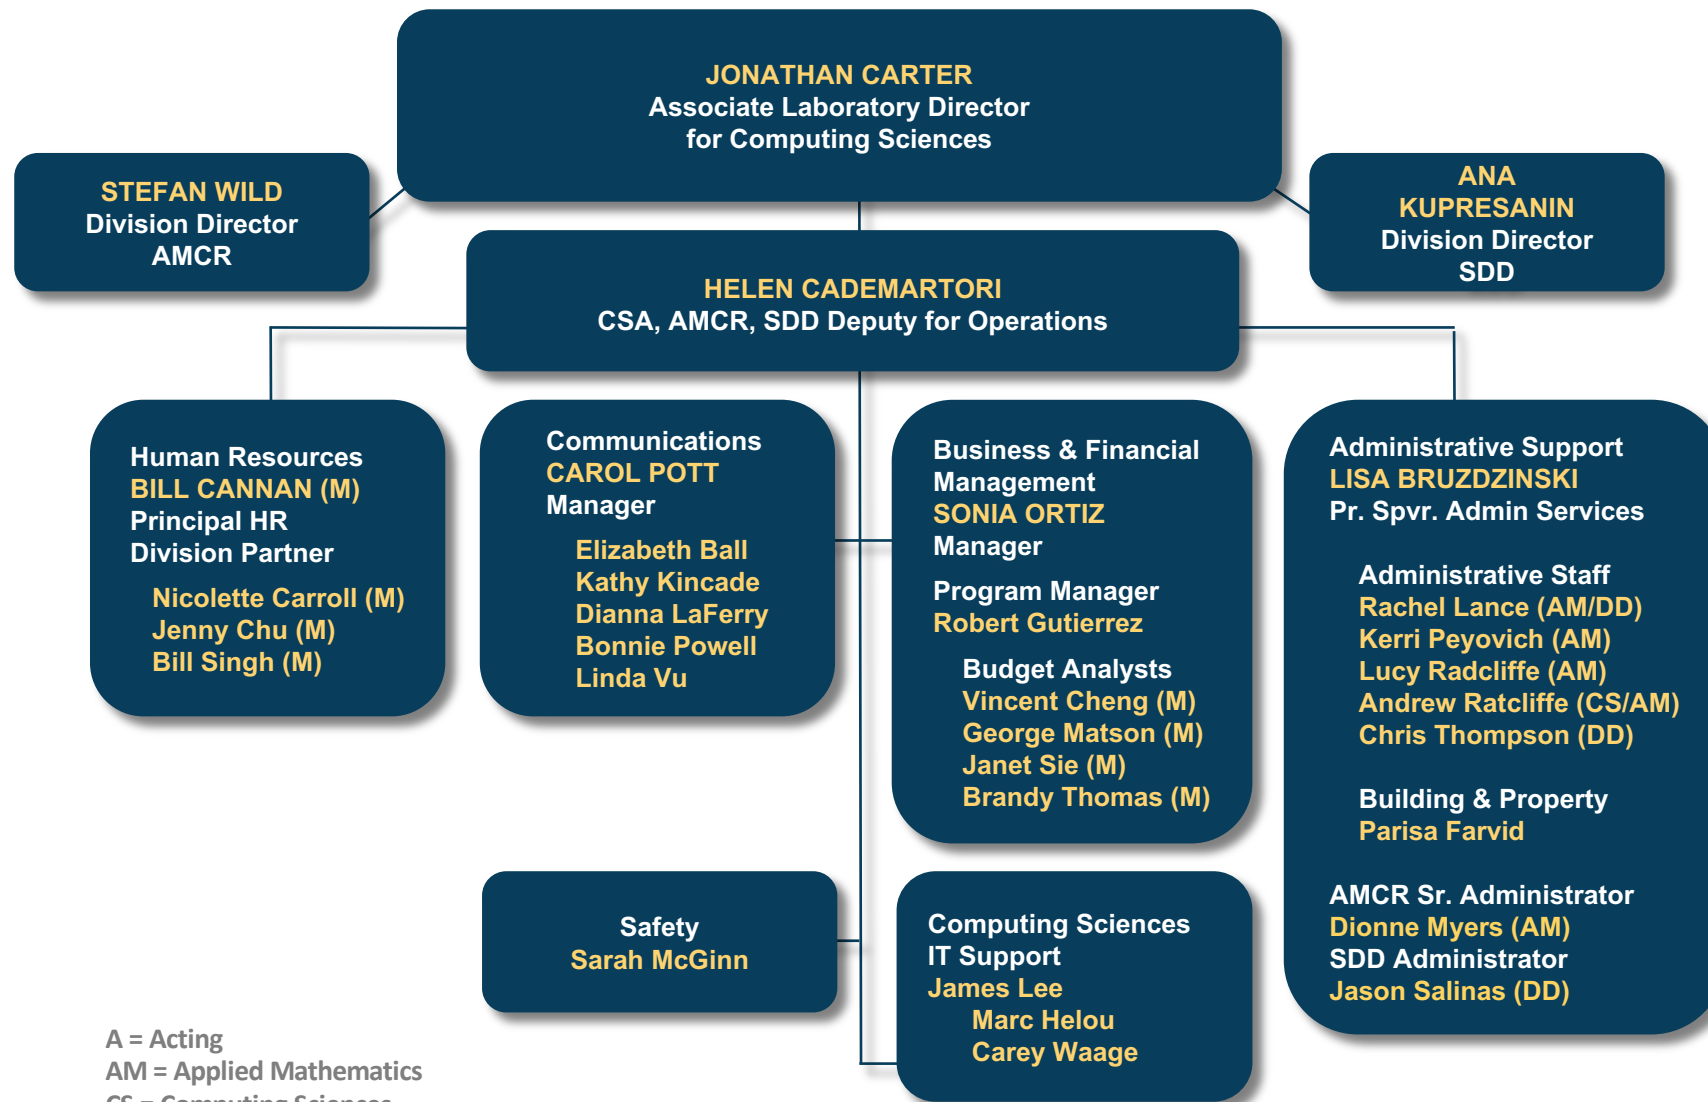 JONATHAN CARTER
Associate Laboratory Director
for Computing Sciences
STEFAN WILD
Division Director
AMCR
ANA
KUPRESANIN
Division Director
SDD
HELEN CADEMARTORI
CSA, AMCR, SDD Deputy for Operations
Human Resources
BILL CANNAN (M)
Principal HR
Division Partner
Nicolette Carroll (M)
Jenny Chu (M)
Bill Singh (M)
Communications
CAROL POTT
Manager
Elizabeth Ball
Kathy Kincade
Dianna LaFerry
Bonnie Powell
Linda Vu
Business & Financial
Management
SONIA ORTIZ
Manager
Program Manager
Robert Gutierrez
Budget Analysts
Vincent Cheng (M)
George Matson (M)
Janet Sie (M)
Brandy Thomas (M)
Administrative Support
LISA BRUZDZINSKI
Pr. Spvr. Admin Services
Administrative Staff
Rachel Lance (AM/DD)
Kerri Peyovich (AM)
Lucy Radcliffe (AM)
Andrew Ratcliffe (CS/AM)
Chris Thompson (DD)
Building & Property
Parisa Farvid
AMCR Sr. Administrator
Dionne Myers (AM)
SDD Administrator
Jason Salinas (DD)
Safety
Sarah McGinn
Computing Sciences
IT Support
James Lee
Marc Helou
Carey Waage
A = Acting
AM = Applied Mathematics
CS = Computing Sciences